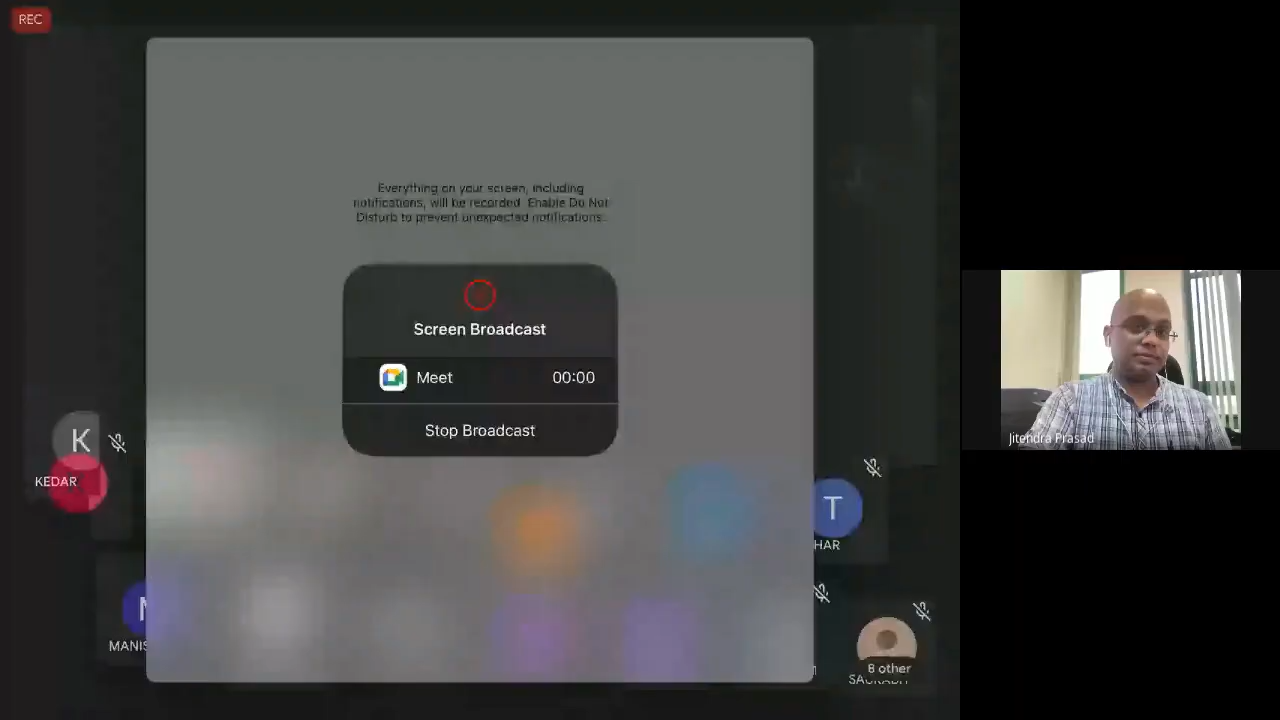 REC
Everything on your screen, including
notifications, will be recorded. Enable Do Not
Disturb to prevent unexpected notifications.
Screen Broadcast
Meet 00:00
Stop Broadcast
K
KEDAR
Jitendra Prasad
T
HAR
MANIS
8 other